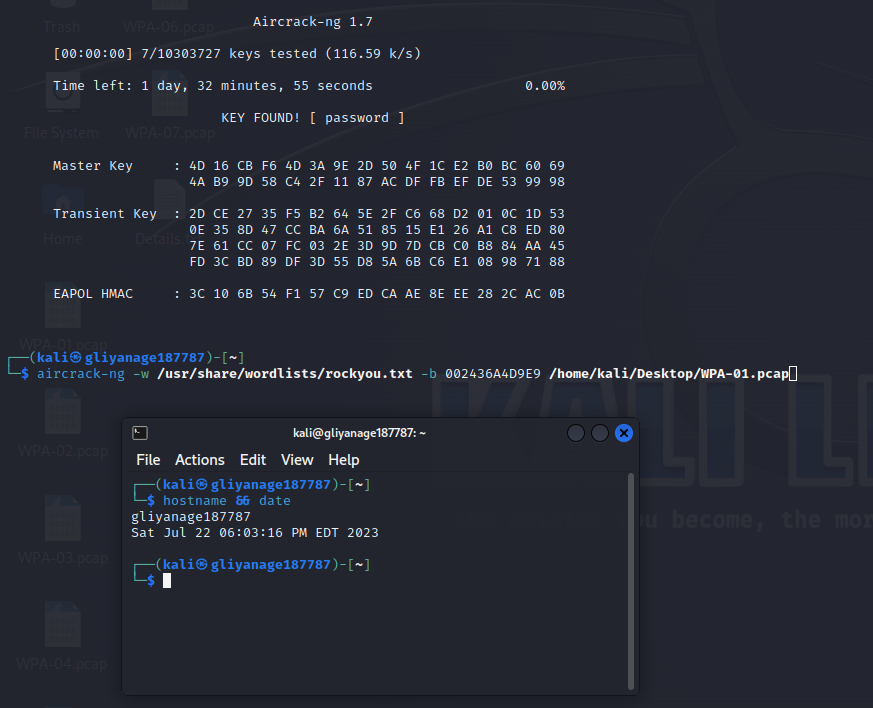 Trash
WPA-06.pcap
Aircrack-ng 1.7
[00:00:00] 7/10303727 keys tested (116.59 k/s)
Time left: 1 day, 32 minutes, 55 seconds 0.00%
KEY FOUND! [ password ]
File System
WPA-07.pcap
Master Key : 4D 16 CB F6 4D 3A 9E 2D 50 4F 1C E2 B0 BC 60 69
4A B9 9D 58 C4 2F 11 87 AC DF FB EF DE 53 99 98
Transient Key : 2D CE 27 35 F5 B2 64 5E 2F C6 68 D2 01 0C 1D 53
0E 35 8D 47 CC BA 6A 51 85 15 E1 26 A1 C8 ED 80
Home
Details
7E 61 CC 07 FC 03 2E 3D 9D 7D CB C0 B8 84 AA 45
FD 3C BD 89 DF 3D 55 D8 5A 6B C6 E1 08 98 71 88
EAPOL HMAC : 3C 10 6B 54 F1 57 C9 ED CA AE 8E EE 28 2C AC 0B
WPA-01.pcap
(kali㉿gliyanage187787)-[~]
$ aircrack-ng -w /usr/share/wordlists/rockyou.txt -b 002436A4D9E9 /home/kali/Desktop/WPA-01.pcap
WPA-02.pcap
KALI LI
kali@gliyanage187787: ~
File Actions Edit View Help
(kali㉿gliyanage187787)-[~]
$ hostname && date
gliyanage187787
Sat Jul 22 06:03:16 PM EDT 2023
u become, the mor
WPA-03.pcap
(kali㉿gliyanage187787)-[~]
$
WPA-04.pcap